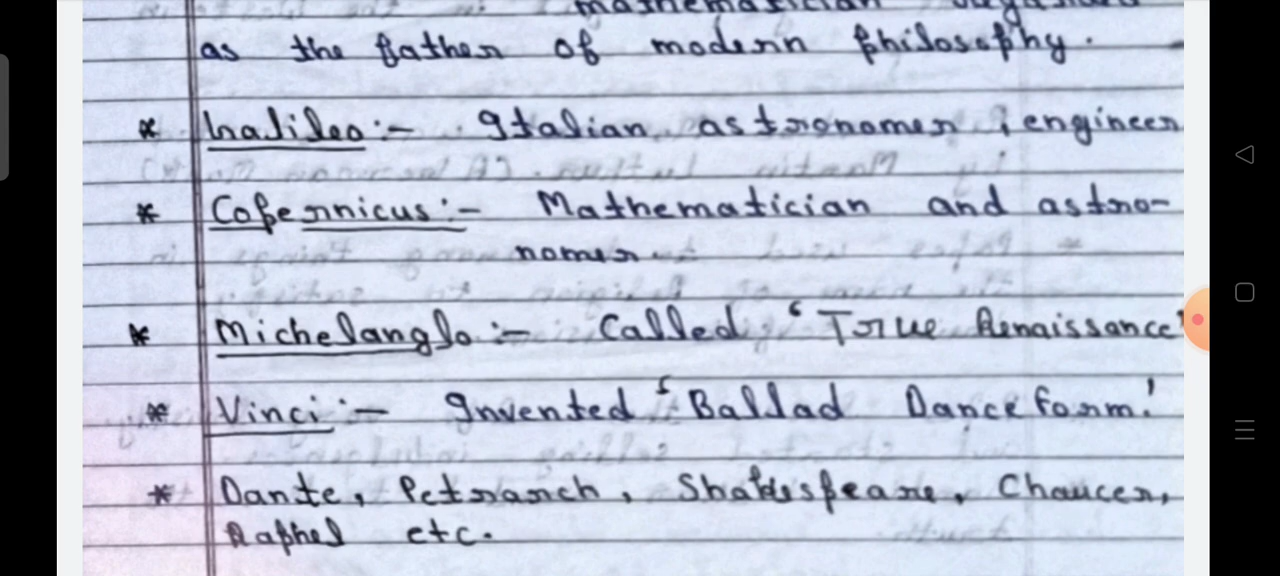 mathematician
as the father of modern philosophy.
* Galileo :- Italian astronomer, engineer
* Copernicus :- Mathematician and astro-
nomer
* Michelanglo :- Called 'True Renaissance'
* Vinci :- Invented 'Ballad Dance form'
* Dante, Petrarch, Shakespeare, Chaucer,
Raphel etc.